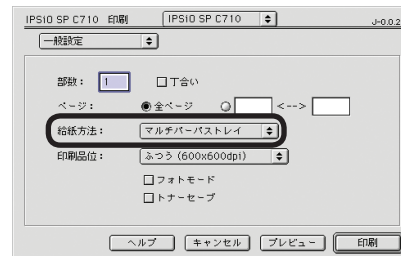 IPSiO SP C710 印刷 IPSiO SP C710 J-0.0.2
一般設定
部数： 1 丁合い
ページ： 全ページ <-->
給紙方法： マルチパーパストレイ
印刷品位： ふつう (600x600dpi)
フォトモード
トナーセーブ
ヘルプ キャンセル プレビュー 印刷